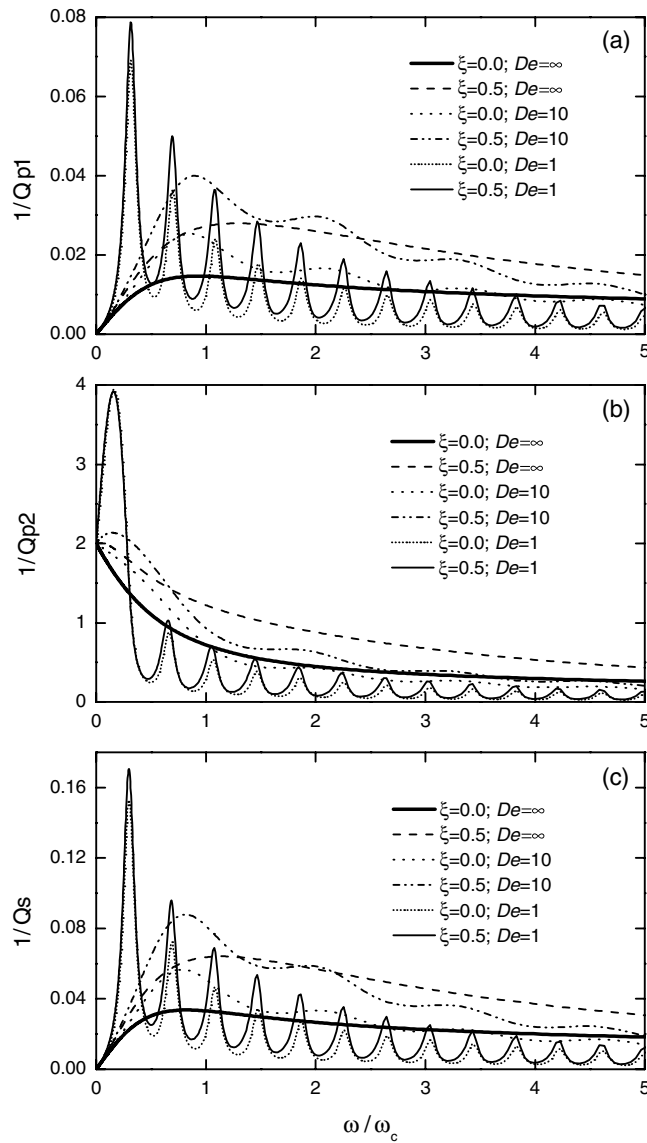 (a)
0.08
0.06
0.04
0.02
0.00
1/Qp1
ξ=0.0; De=∞
ξ=0.5; De=∞
ξ=0.0; De=10
ξ=0.5; De=10
ξ=0.0; De=1
ξ=0.5; De=1
0 1 2 3 4 5
(b)
4
3
2
1
0
1/Qp2
ξ=0.0; De=∞
ξ=0.5; De=∞
ξ=0.0; De=10
ξ=0.5; De=10
ξ=0.0; De=1
ξ=0.5; De=1
0 1 2 3 4 5
(c)
0.16
0.12
0.08
0.04
0.00
1/Qs
ξ=0.0; De=∞
ξ=0.5; De=∞
ξ=0.0; De=10
ξ=0.5; De=10
ξ=0.0; De=1
ξ=0.5; De=1
0 1 2 3 4 5
ω/ωc